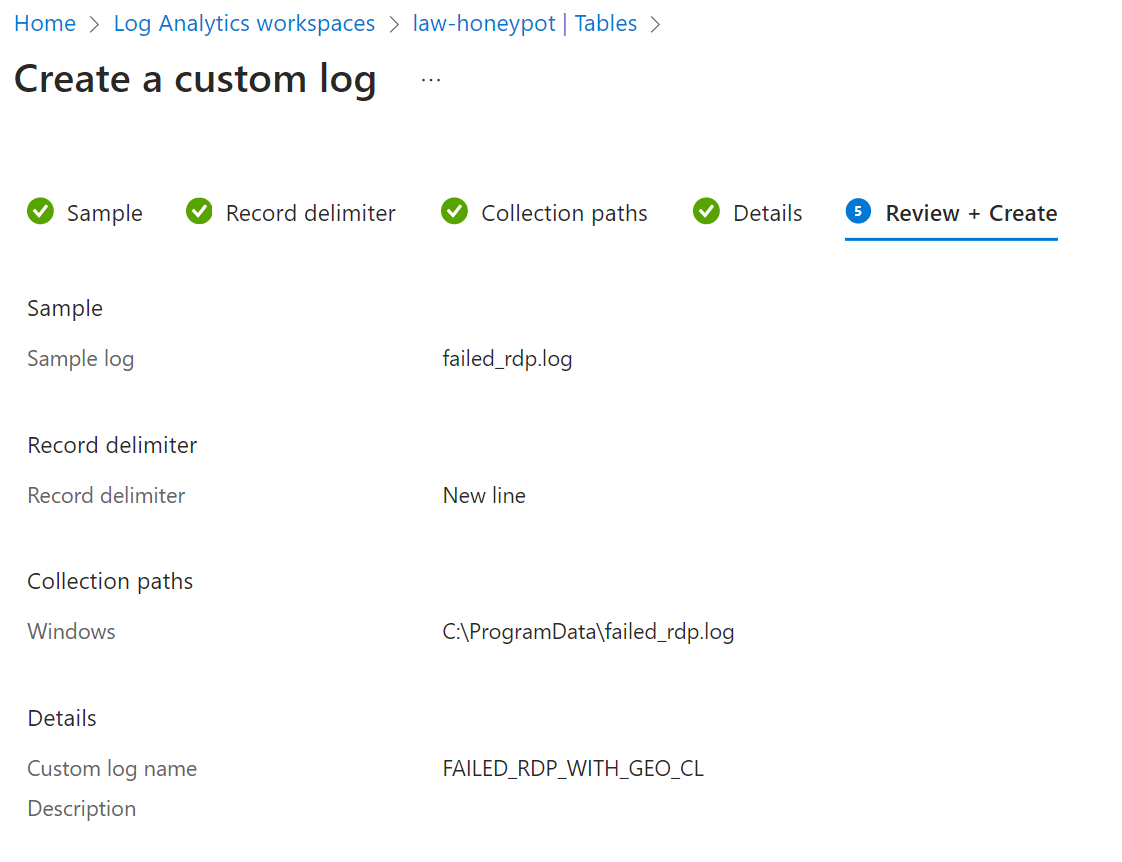 Home > Log Analytics workspaces > law-honeypot | Tables >
Create a custom log ...
Sample Record delimiter Collection paths Details 5 Review + Create
Sample
Sample log failed_rdp.log
Record delimiter
Record delimiter New line
Collection paths
Windows C:\ProgramData\failed_rdp.log
Details
Custom log name FAILED_RDP_WITH_GEO_CL
Description